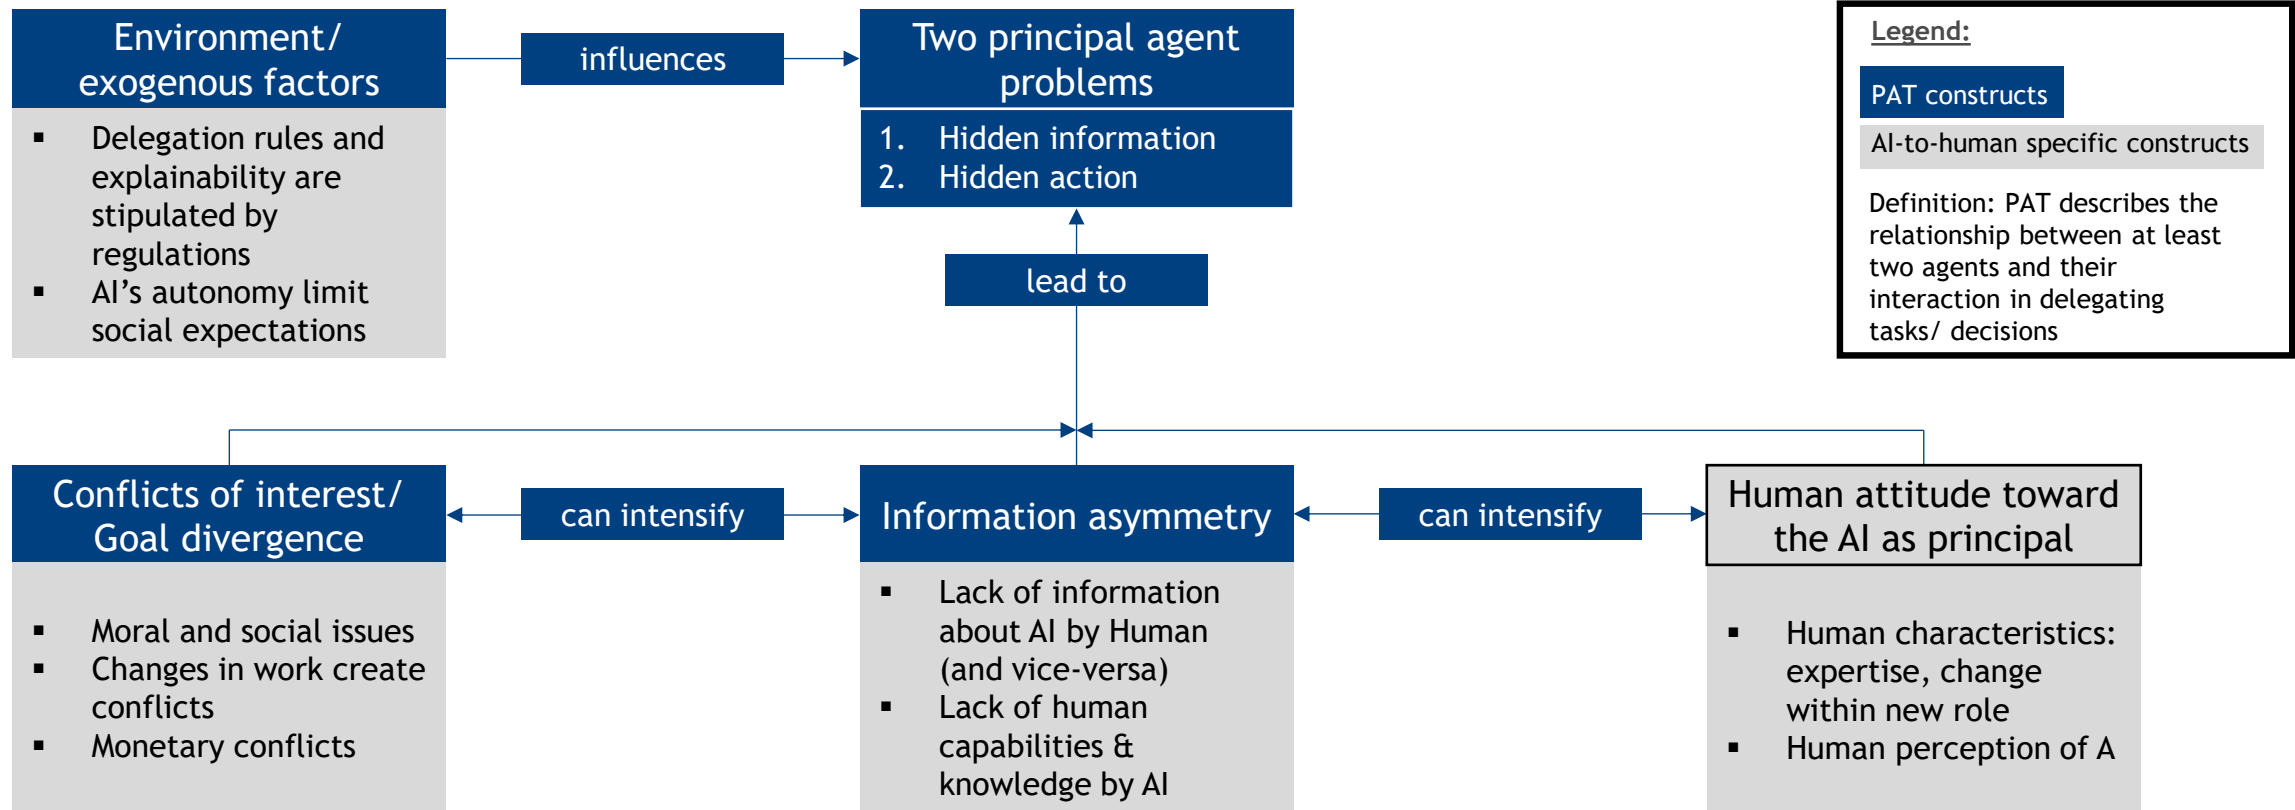 Environment/
exogenous factors
▪ Delegation rules and
explainability are
stipulated by
regulations
▪ AI’s autonomy limit
social expectations
influences
Two principal agent
problems
1. Hidden information
2. Hidden action
lead to
Legend:
PAT constructs
AI-to-human specific constructs
Definition: PAT describes the
relationship between at least
two agents and their
interaction in delegating
tasks/ decisions
Conflicts of interest/
Goal divergence
▪ Moral and social issues
▪ Changes in work create
conflicts
▪ Monetary conflicts
can intensify
Information asymmetry
▪ Lack of information
about AI by Human
(and vice-versa)
▪ Lack of human
capabilities &
knowledge by AI
can intensify
Human attitude toward
the AI as principal
▪ Human characteristics:
expertise, change
within new role
▪ Human perception of A